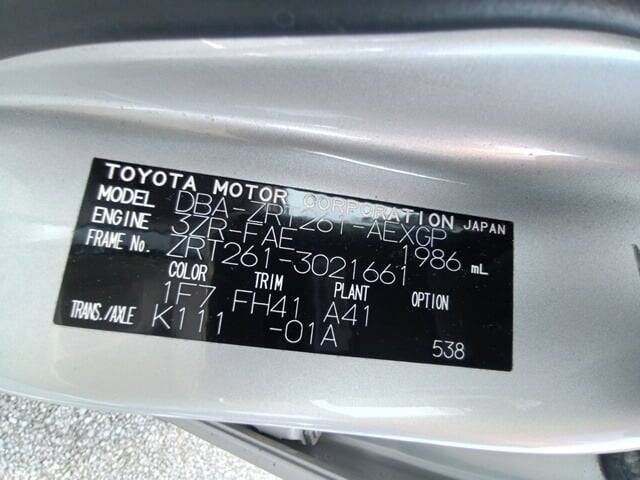 TOYOTA MOTOR CORPORATION JAPAN
MODEL DBA-ZRT261-AEXGP
ENGINE 3ZR-FAE 1986 mL
FRAME No. ZRT261-3021661
COLOR TRIM PLANT OPTION
1F7 FH41 A41
TRANS./AXLE K111 -01A
538